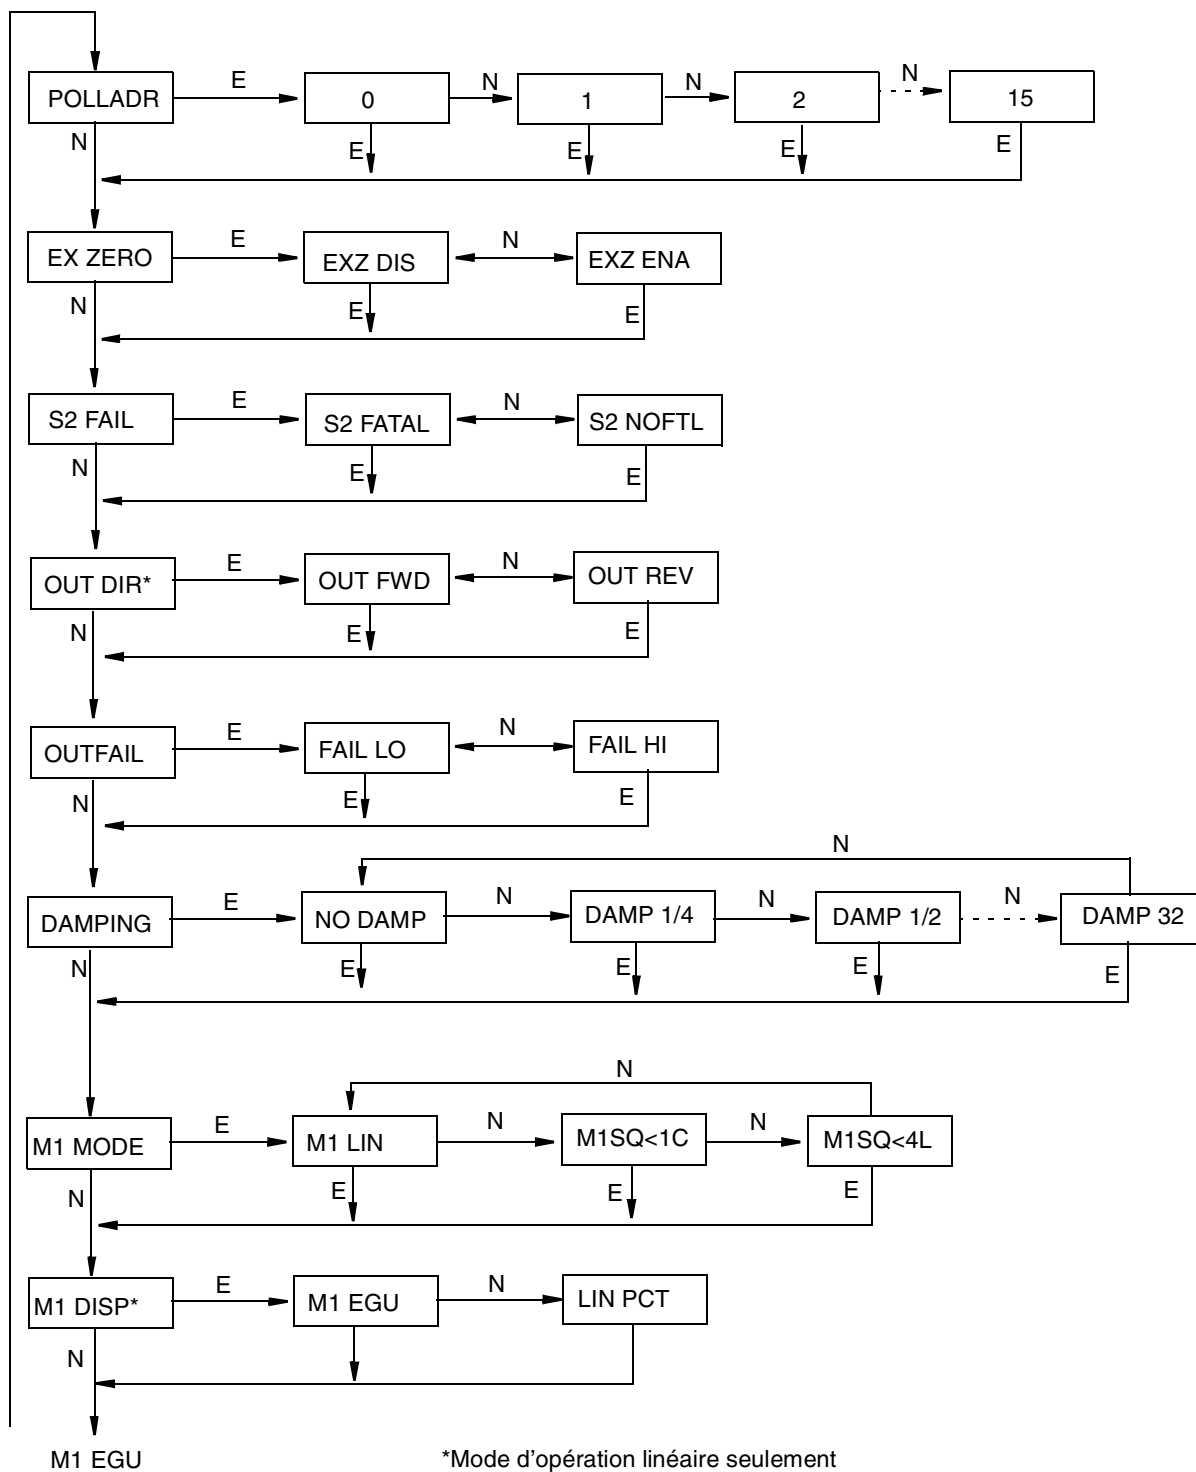 POLLADR E 0 N 1 N 2 N 15
N E E E E
EX ZERO E EXZ DIS N EXZ ENA
N E E
S2 FAIL E S2 FATAL N S2 NOFTL
N E E
OUT DIR* E OUT FWD N OUT REV
N E E
OUTFAIL E FAIL LO N FAIL HI
N E E
N
DAMPING E NO DAMP N DAMP 1/4 N DAMP 1/2 N DAMP 32
N E E E E
N
M1 MODE E M1 LIN N M1SQ<1C N M1SQ<4L
N E E E
M1 DISP* E M1 EGU N LIN PCT
N
M1 EGU
*Mode d'opération linéaire seulement